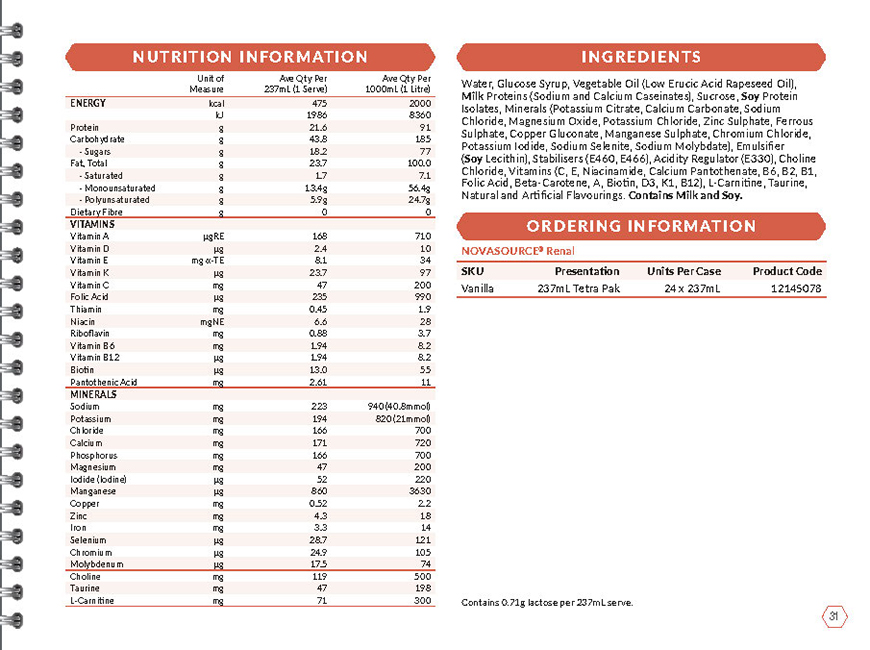 NUTRITION INFORMATION
Unit of Measure Ave Qty Per 237mL (1 Serve) Ave Qty Per 1000mL (1 Litre)
ENERGY kcal 475 2000
kJ 1986 8360
Protein g 21.6 91
Carbohydrate g 43.8 185
- Sugars g 18.2 77
Fat, Total g 23.7 100.0
- Saturated g 1.7 7.1
- Monounsaturated g 13.4g 56.4g
- Polyunsaturated g 5.9g 24.7g
Dietary Fibre g 0 0
VITAMINS
Vitamin A µgRE 168 710
Vitamin D µg 2.4 10
Vitamin E mg α-TE 8.1 34
Vitamin K µg 23.7 97
Vitamin C mg 47 200
Folic Acid µg 235 990
Thiamin mg 0.45 1.9
Niacin mgNE 6.6 28
Riboflavin mg 0.88 3.7
Vitamin B6 mg 1.94 8.2
Vitamin B12 µg 1.94 8.2
Biotin µg 13.0 55
Pantothenic Acid mg 2.61 11
MINERALS
Sodium mg 223 940(40.8mmol)
Potassium mg 194 820(21mmol)
Chloride mg 166 700
Calcium mg 171 720
Phosphorus mg 166 700
Magnesium mg 47 200
Iodide (Iodine) µg 52 220
Manganese µg 860 3630
Copper mg 0.52 2.2
Zinc mg 4.3 18
Iron mg 3.3 14
Selenium µg 28.7 121
Chromium µg 24.9 105
Molybdenum µg 17.5 74
Choline mg 119 500
Taurine mg 47 198
L-Carnitine mg 71 300
INGREDIENTS
Water, Glucose Syrup, Vegetable Oil (Low Erucic Acid Rapeseed Oil),
Milk Proteins (Sodium and Calcium Caseinates), Sucrose, Soy Protein
Isolates, Minerals (Potassium Citrate, Calcium Carbonate, Sodium
Chloride, Magnesium Oxide, Potassium Chloride, Zinc Sulphate, Ferrous
Sulphate, Copper Gluconate, Manganese Sulphate, Chromium Chloride,
Potassium Iodide, Sodium Selenite, Sodium Molybdate), Emulsifier
(Soy Lecithin), Stabilisers (E460, E466), Acidity Regulator (E330), Choline
Chloride, Vitamins (C, E, Niacinamide, Calcium Pantothenate, B6, B2, B1,
Folic Acid, Beta-Carotene, A, Biotin, D3, K1, B12), L-Carnitine, Taurine,
Natural and Artificial Flavourings. Contains Milk and Soy.
ORDERING INFORMATION
NOVASOURCE® Renal
SKU Presentation Units Per Case Product Code
Vanilla 237mL Tetra Pak 24 x 237mL 12145078
Contains 0.71g lactose per 237mL serve.
31